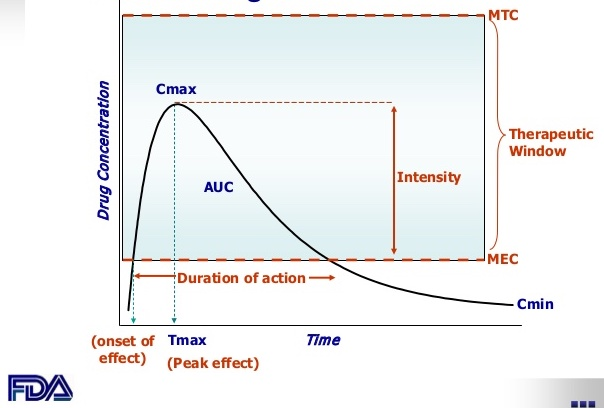 MTC
Cmax
Drug Concentration
Therapeutic
Window
Intensity
AUC
MEC
Duration of action
Cmin
(onset of
effect)
Tmax
(Peak effect)
Time
FDA